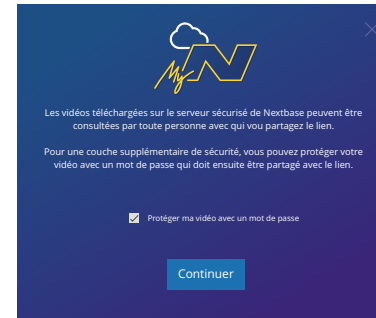 MyN
Les vidéos téléchargées sur le serveur sécurisé de Nextbase peuvent être
consultées par toute personne avec qui vou partagez le lien.
Pour une couche supplémentaire de sécurité, vous pouvez protéger votre
vidéo avec un mot de passe qui doit ensuite être partagé avec le lien.
Protéger ma vidéo avec un mot de passe
Continuer